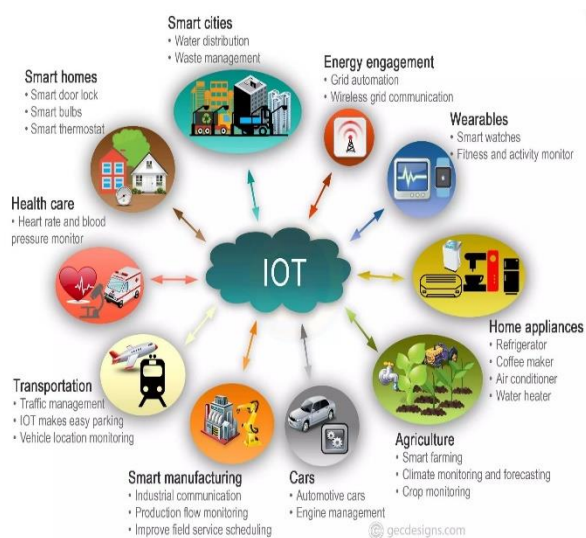 Smart cities
• Water distribution
• Waste management
Energy engagement
• Grid automation
• Wireless grid communication
Smart homes
• Smart door lock
• Smart bulbs
• Smart thermostat
Wearables
• Smart watches
• Fitness and activity monitor
Health care
• Heart rate and blood
pressure monitor
IOT
Home appliances
• Refrigerator
• Coffee maker
• Air conditioner
• Water heater
Transportation
• Traffic management
• IOT makes easy parking
• Vehicle location monitoring
Agriculture
• Smart farming
• Climate monitoring and forecasting
• Crop monitoring
Smart manufacturing
• Industrial communication
• Production flow monitoring
• Improve field service scheduling
Cars
• Automotive cars
• Engine management
gecdesigns.com